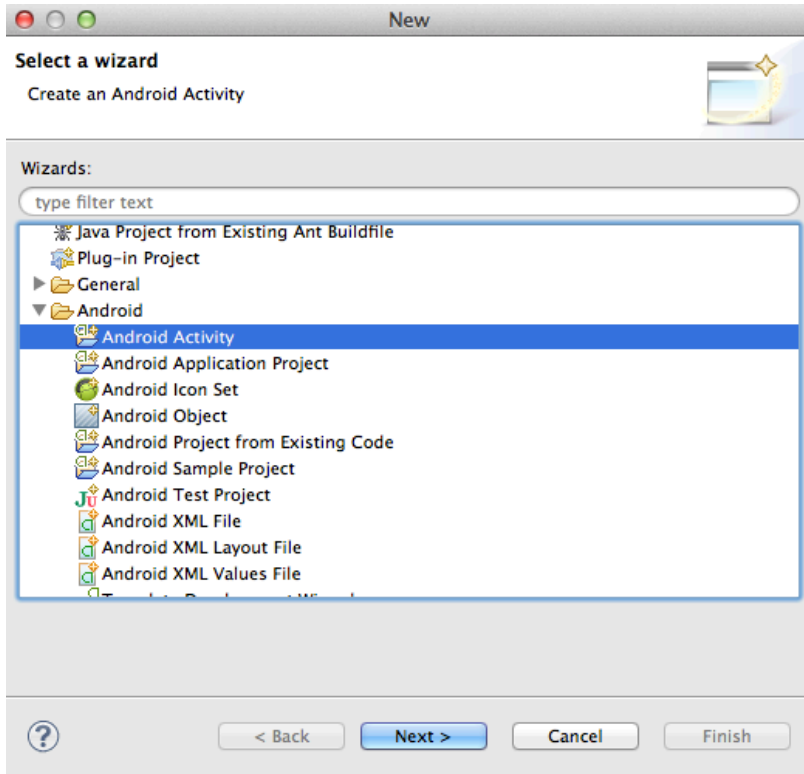 New
Select a wizard
Create an Android Activity
Wizards:
type filter text
Java Project from Existing Ant Buildfile
Plug-in Project
General
Android
Android Activity
Android Application Project
Android Icon Set
Android Object
Android Project from Existing Code
Android Sample Project
Android Test Project
Android XML File
Android XML Layout File
Android XML Values File
?
< Back
Next >
Cancel
Finish